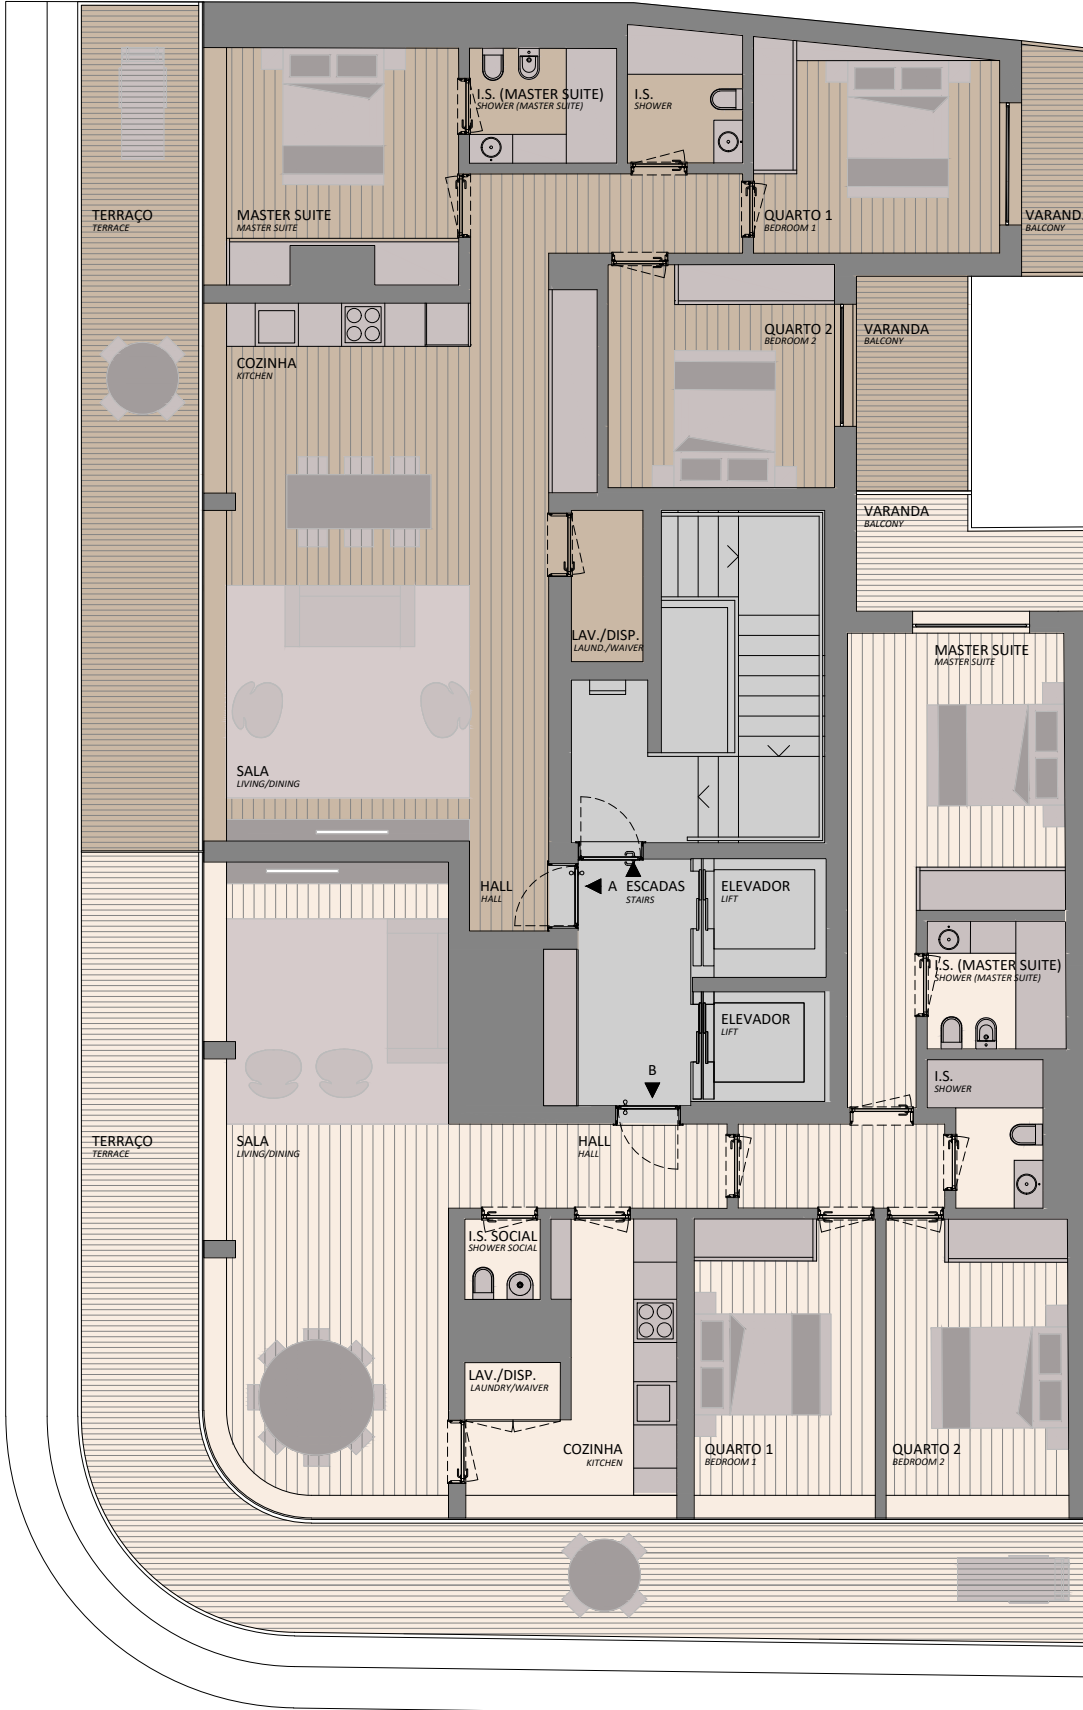 I.S. (MASTER SUITE)
SHOWER (MASTER SUITE)
I.S.
SHOWER
TERRAÇO
TERRACE
MASTER SUITE
MASTER SUITE
QUARTO 1
BEDROOM 1
VARAND
BALCONY
QUARTO 2
BEDROOM 2
VARANDA
BALCONY
COZINHA
KITCHEN
VARANDA
BALCONY
LAV./DISP.
LAUND./WAIVER
MASTER SUITE
MASTER SUITE
SALA
LIVING/DINING
HALL
HALL
A
ESCADAS
STAIRS
ELEVADOR
LIFT
I.S. (MASTER SUITE)
SHOWER (MASTER SUITE)
ELEVADOR
LIFT
B
I.S.
SHOWER
TERRAÇO
TERRACE
SALA
LIVING/DINING
HALL
HALL
I.S. SOCIAL
SHOWER SOCIAL
LAV./DISP.
LAUNDRY/WAIVER
COZINHA
KITCHEN
QUARTO 1
BEDROOM 1
QUARTO 2
BEDROOM 2